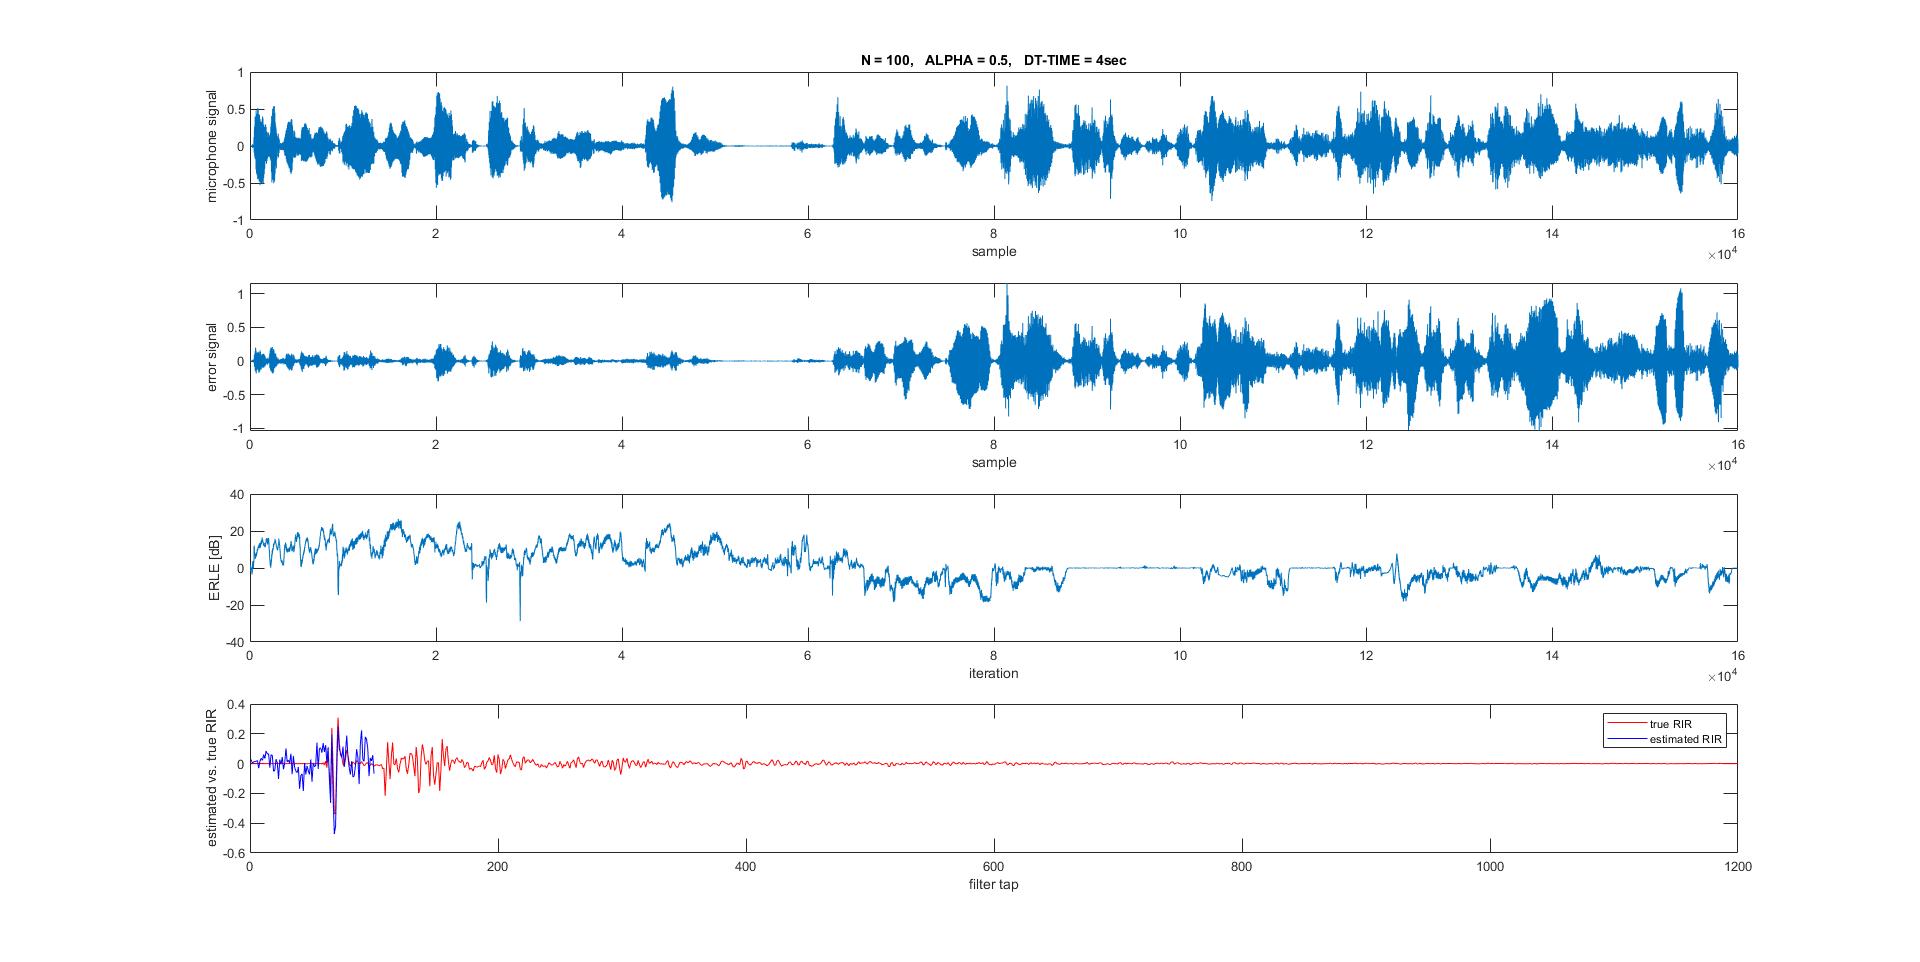 N = 100, ALPHA = 0.5, DT-TIME = 4sec
microphone signal
1
0.5
0
-0.5
-1
0 2 4 6 8 10 12 14 16
sample
×10^4
error signal
1
0.5
0
-0.5
-1
0 2 4 6 8 10 12 14 16
sample
×10^4
ERLE [dB]
40
20
0
-20
-40
0 2 4 6 8 10 12 14 16
iteration
×10^4
estimated vs. true RIR
0.4
0.2
0
-0.2
-0.4
-0.6
true RIR
estimated RIR
0 200 400 600 800 1000 1200
filter tap